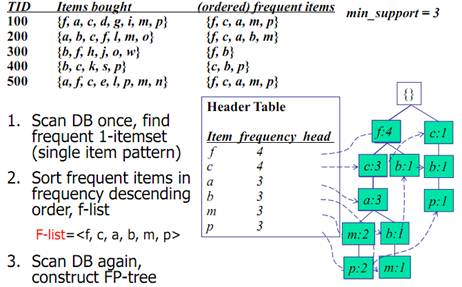 TID Items bought (ordered) frequent items
100 {f, a, c, d, g, i, m, p} {f, c, a, m, p}
200 {a, b, c, f, l, m, o} {f, c, a, b, m}
300 {b, f, h, j, o, w} {f, b}
400 {b, c, k, s, p} {c, b, p}
500 {a, f, c, e, l, p, m, n} {f, c, a, m, p}
min_support = 3
1. Scan DB once, find
frequent 1-itemset
(single item pattern)
2. Sort frequent items in
frequency descending
order, f-list
F-list=<f, c, a, b, m, p>
3. Scan DB again,
construct FP-tree
Header Table
Item frequency head
f 4
c 4
a 3
b 3
m 3
p 3
{}
f:4 c:1
c:3 b:1 b:1
a:3 p:1
m:2 b:1
p:2 m:1